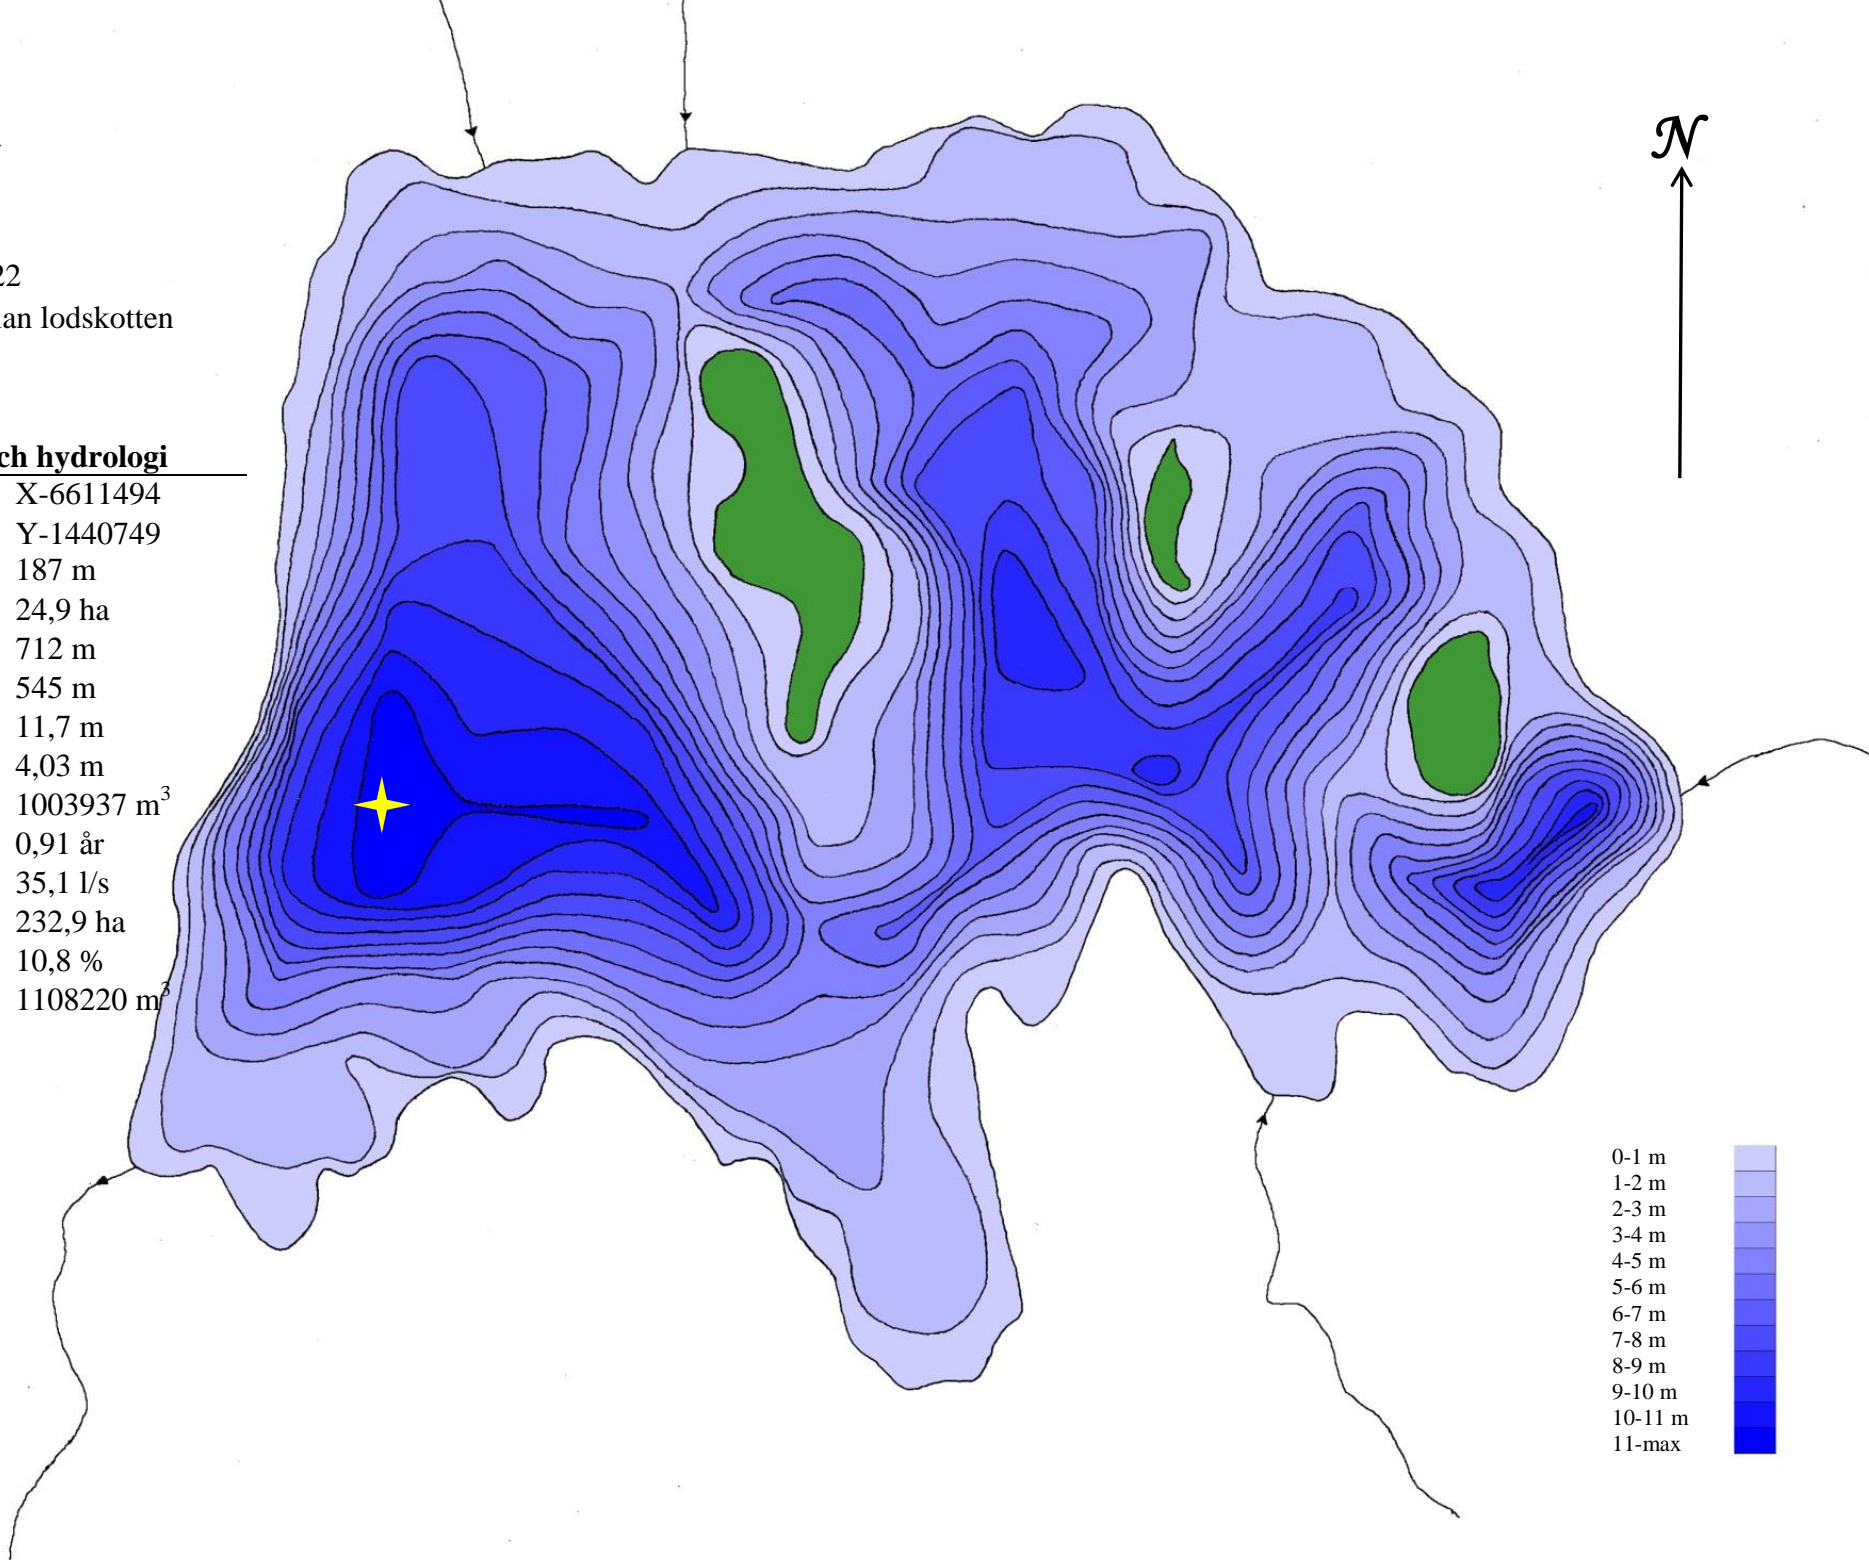 22
an lodskotten
ch hydrologi
X-6611494
Y-1440749
187 m
24,9 ha
712 m
545 m
11,7 m
4,03 m
1003937 m³
0,91 år
35,1 l/s
232,9 ha
10,8 %
1108220 m³
N
0-1 m
1-2 m
2-3 m
3-4 m
4-5 m
5-6 m
6-7 m
7-8 m
8-9 m
9-10 m
10-11 m
11-max